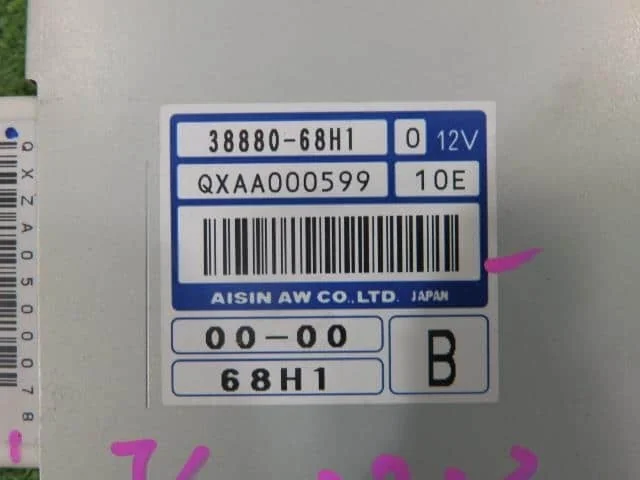 38880-68H1 0 12V
QXAA000599 10E
AISIN AW CO.,LTD. JAPAN
00-00
68H1
B
QXZA0500078